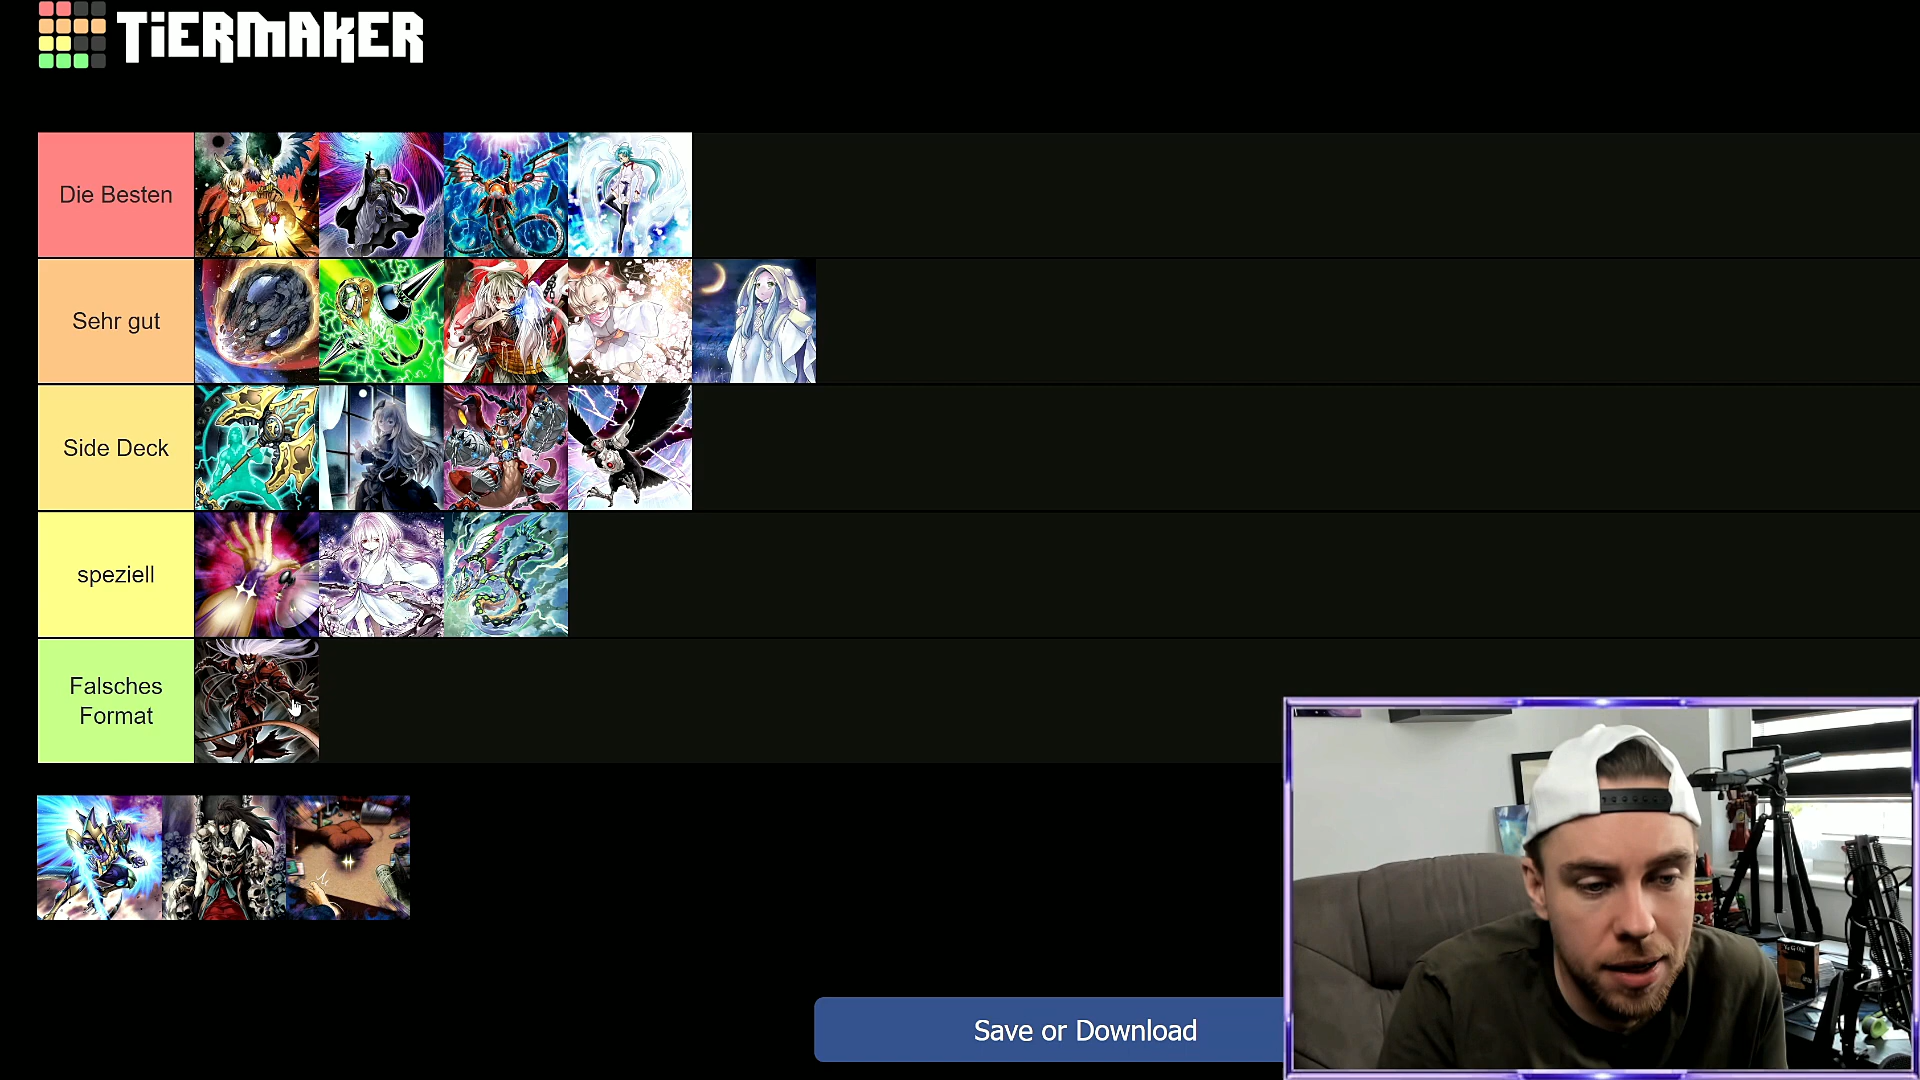 TiERMAKER
Die Besten
Sehr gut
Side Deck
speziell
Falsches
Format
Save or Download